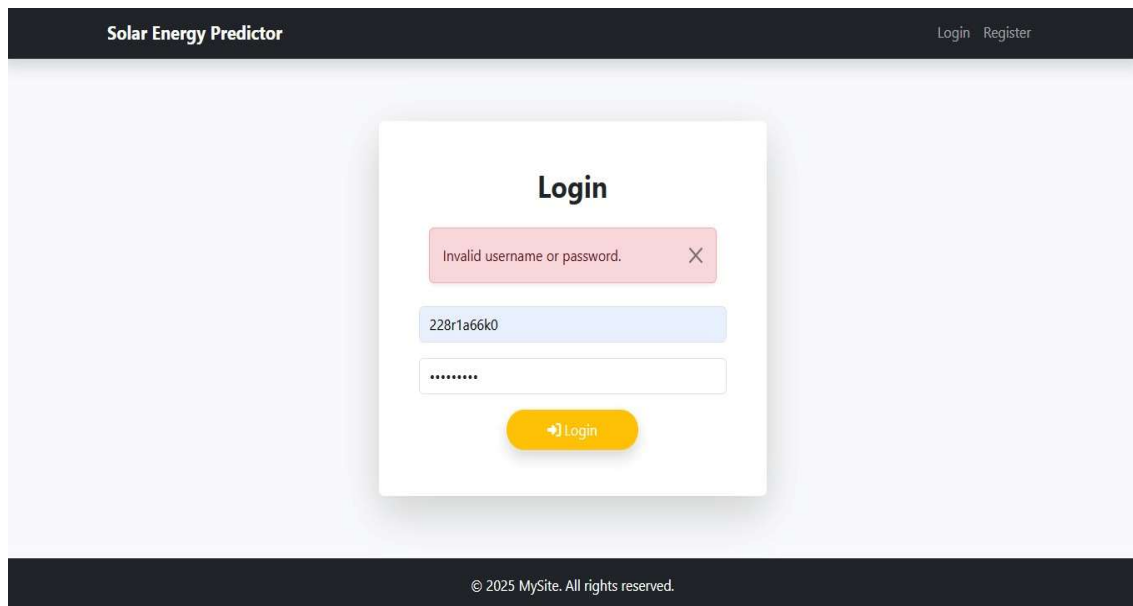 Solar Energy Predictor
Login Register
Login
Invalid username or password.
228r1a66k0
•••••••••
Login
© 2025 MySite. All rights reserved.